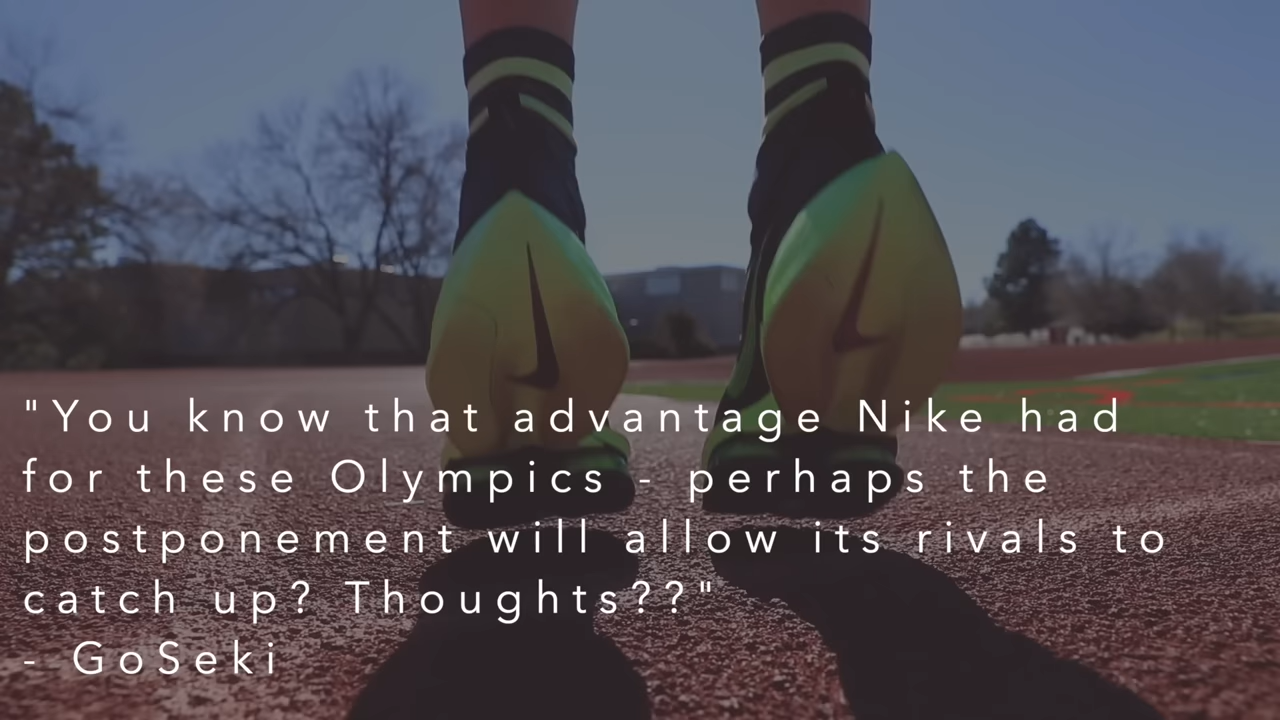 "You know that advantage Nike had
for these Olympics - perhaps the
postponement will allow its rivals to
catch up? Thoughts??"
- GoSeki